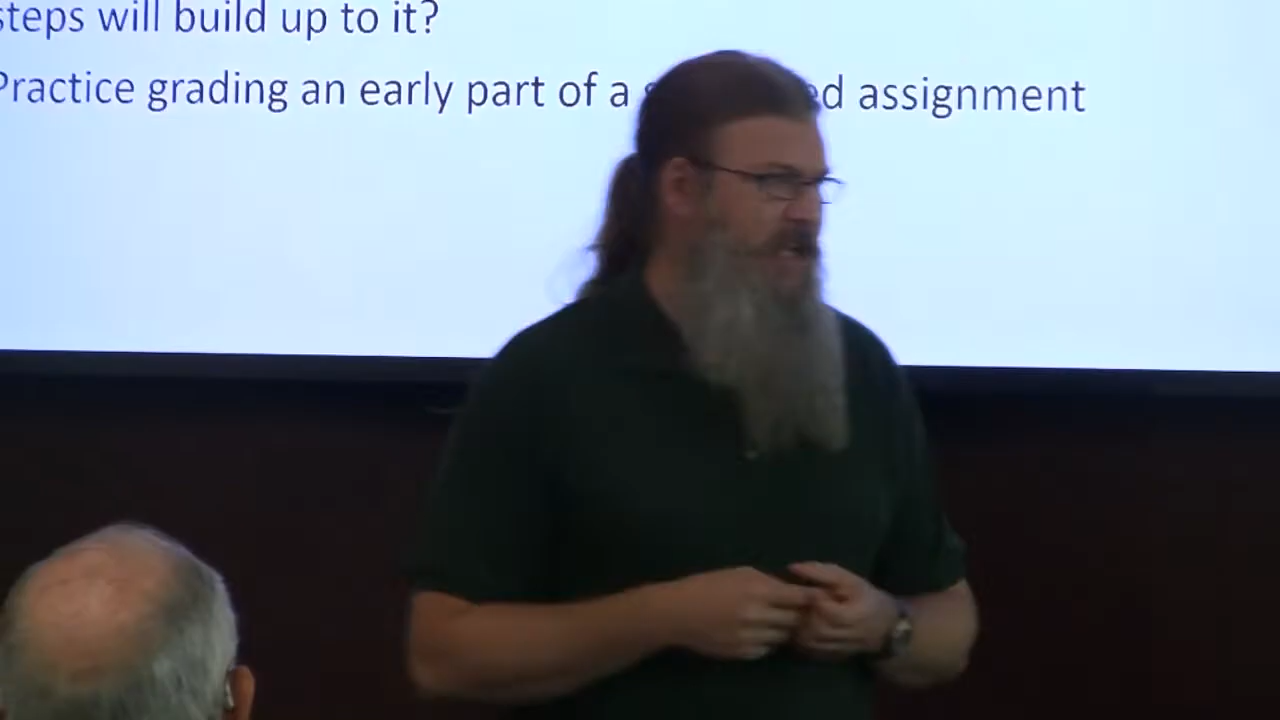 steps will build up to it?
Practice grading an early part of a ed assignment